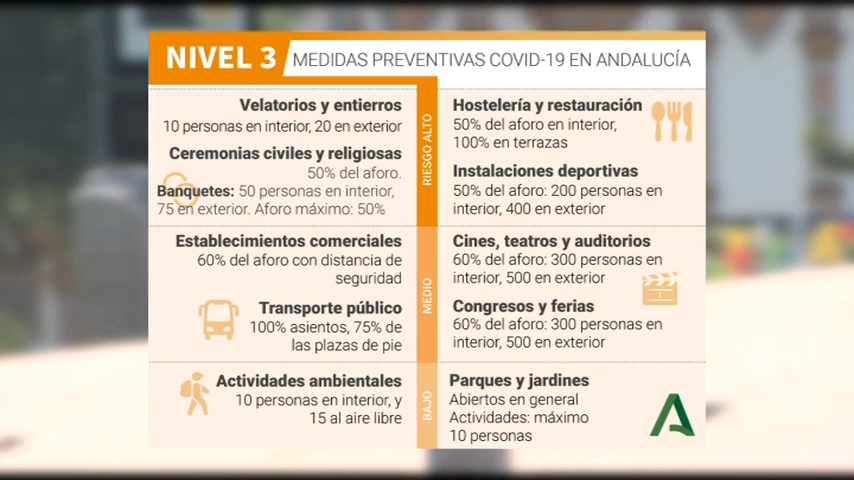 NIVEL 3
MEDIDAS PREVENTIVAS COVID-19 EN ANDALUCÍA
RIESGO ALTO
Velatorios y entierros
10 personas en interior, 20 en exterior
Ceremonias civiles y religiosas
50% del aforo.
Banquetes: 50 personas en interior,
75 en exterior. Aforo máximo: 50%
Hostelería y restauración
50% del aforo en interior,
100% en terrazas
Instalaciones deportivas
50% del aforo: 200 personas en
interior, 400 en exterior
MEDIO
Establecimientos comerciales
60% del aforo con distancia de
seguridad
Transporte público
100% asientos, 75% de
las plazas de pie
Cines, teatros y auditorios
60% del aforo: 300 personas en
interior, 500 en exterior
Congresos y ferias
60% del aforo: 300 personas en
interior, 500 en exterior
BAJO
Actividades ambientales
10 personas en interior, y
15 al aire libre
Parques y jardines
Abiertos en general
Actividades: máximo
10 personas